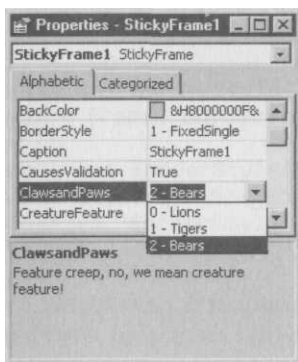 Properties - StickyFrame1
StickyFrame1 StickyFrame
Alphabetic Categorized
BackColor &H8000000F&
BorderStyle 1 - FixedSingle
Caption StickyFrame1
CausesValidation True
ClawsandPaws 2 - Bears
CreatureFeature 0 - Lions
1 - Tigers
2 - Bears
ClawsandPaws
Feature creep, no, we mean creature
feature!